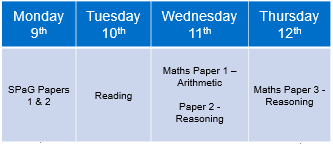 Monday
9th
Tuesday
10th
Wednesday
11th
Thursday
12th
SPaG Papers
1 & 2
Reading
Maths Paper 1 –
Arithmetic
Paper 2 -
Reasoning
Maths Paper 3 -
Reasoning